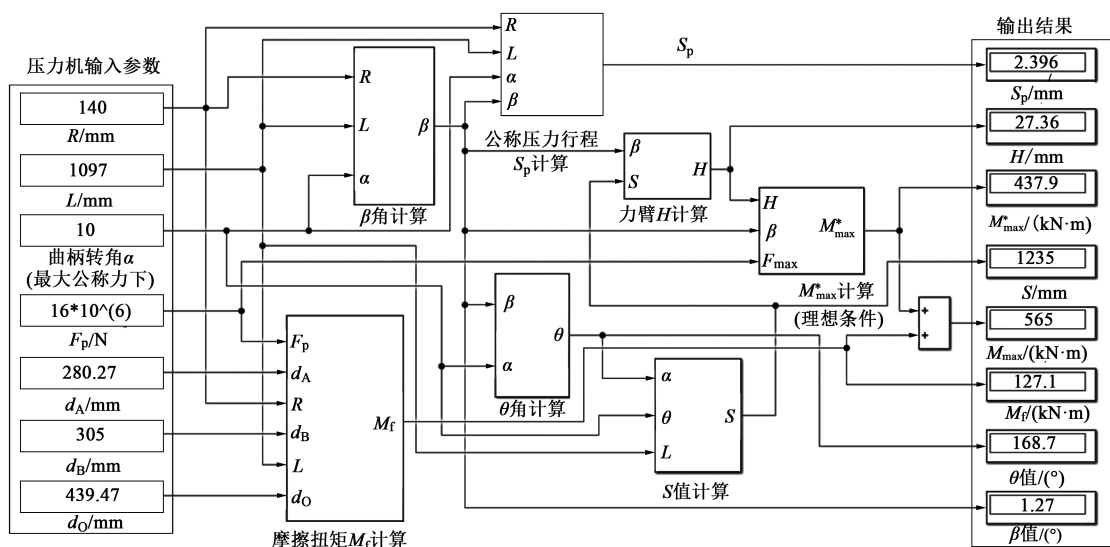 压力机输入参数
140
R/mm
1097
L/mm
10
曲柄转角α
(最大公称力下)
16*10^(6)
Fp/N
280.27
dA/mm
305
dB/mm
439.47
dO/mm
R
L
α
β
β角计算
R
L
α
β
Sp
公称压力行程
Sp计算
β
S
H
力臂H计算
H
β
Fmax
M*max
M*max计算
(理想条件)
β
α
θ
θ角计算
Fp
dA
R
dB
L
dO
Mf
摩擦扭矩Mf计算
α
θ
L
S
S值计算
+
+
输出结果
2.396
Sp/mm
27.36
H/mm
437.9
M*max/(kN·m)
1235
S/mm
565
Mmax/(kN·m)
127.1
Mf/(kN·m)
168.7
θ值/(°)
1.27
β值/(°)